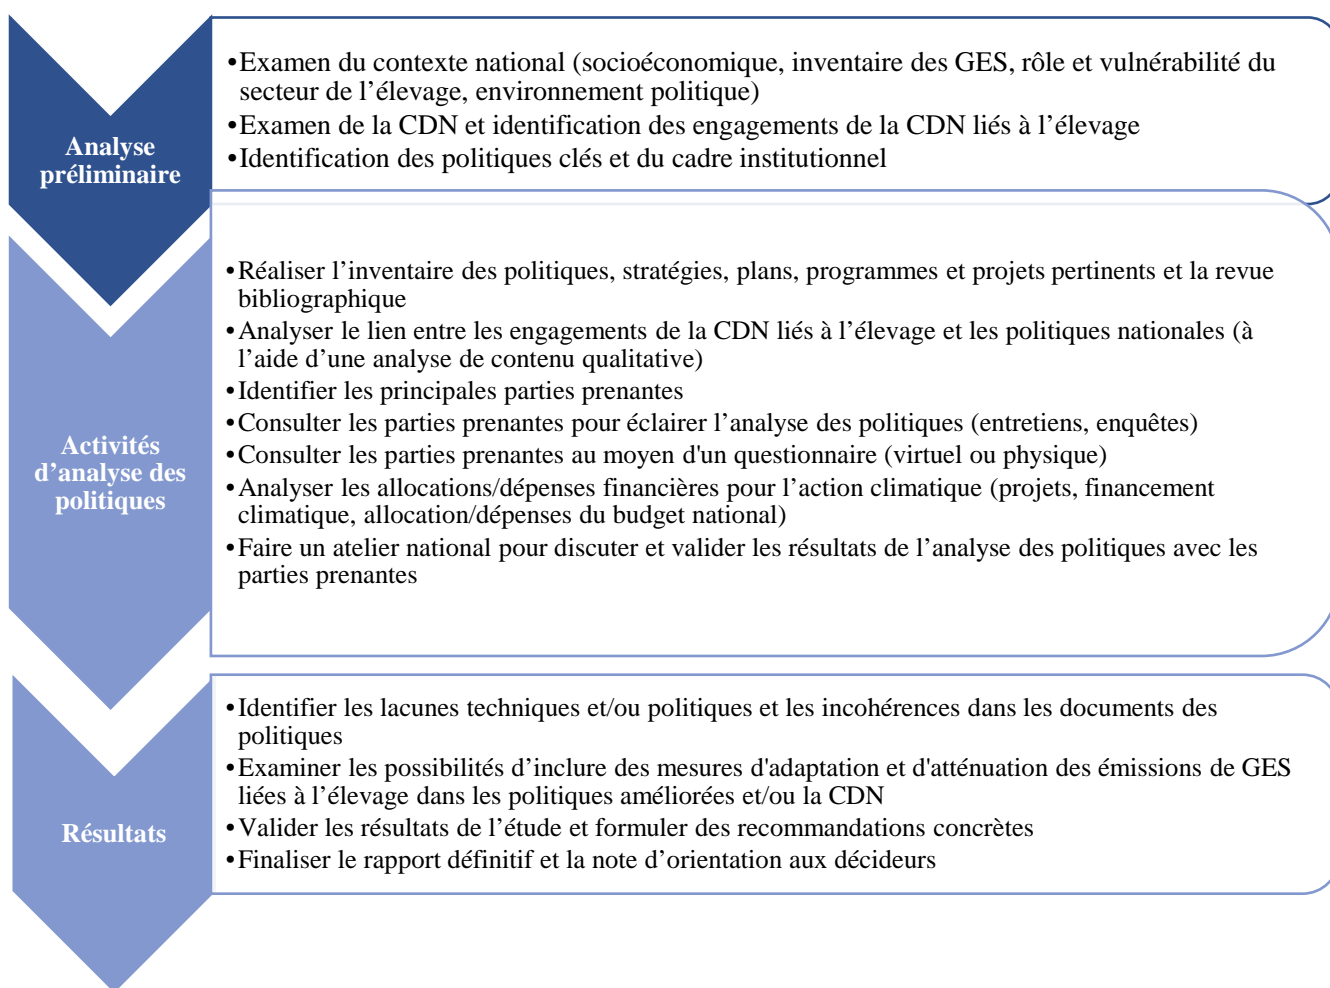 Analyse
préliminaire
•Examen du contexte national (socioéconomique, inventaire des GES, rôle et vulnérabilité du
secteur de l’élevage, environnement politique)
•Examen de la CDN et identification des engagements de la CDN liés à l’élevage
•Identification des politiques clés et du cadre institutionnel
Activités
d’analyse des
politiques
•Réaliser l’inventaire des politiques, stratégies, plans, programmes et projets pertinents et la revue
bibliographique
•Analyser le lien entre les engagements de la CDN liés à l’élevage et les politiques nationales (à
l’aide d’une analyse de contenu qualitative)
•Identifier les principales parties prenantes
•Consulter les parties prenantes pour éclairer l’analyse des politiques (entretiens, enquêtes)
•Consulter les parties prenantes au moyen d'un questionnaire (virtuel ou physique)
•Analyser les allocations/dépenses financières pour l’action climatique (projets, financement
climatique, allocation/dépenses du budget national)
•Faire un atelier national pour discuter et valider les résultats de l’analyse des politiques avec les
parties prenantes
Résultats
•Identifier les lacunes techniques et/ou politiques et les incohérences dans les documents des
politiques
•Examiner les possibilités d’inclure des mesures d'adaptation et d'atténuation des émissions de GES
liées à l’élevage dans les politiques améliorées et/ou la CDN
•Valider les résultats de l’étude et formuler des recommandations concrètes
•Finaliser le rapport définitif et la note d’orientation aux décideurs